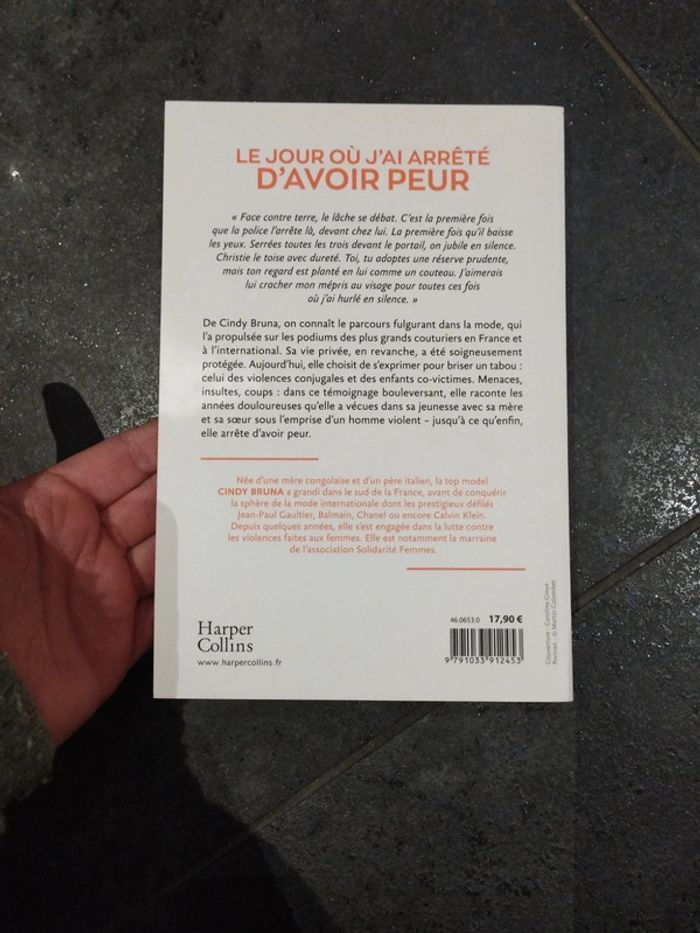 LE JOUR OÙ J'AI ARRÊTÉ
D'AVOIR PEUR
« Face contre terre, le lâche se débat. C'est la première fois
que la police l'arrête là, devant chez lui. La première fois qu'il baisse
les yeux. Serrées toutes les trois devant le portail, on jubile en silence.
Christie le toise avec dureté. Toi, tu adoptes une réserve prudente,
mais ton regard est planté en lui comme un couteau. J'aimerais
lui cracher mon mépris au visage pour toutes ces fois
où j'ai hurlé en silence. »
De Cindy Bruna, on connaît le parcours fulgurant dans la mode, qui
l'a propulsée sur les podiums des plus grands couturiers en France et
à l'international. Sa vie privée, en revanche, a été soigneusement
protégée. Aujourd'hui, elle choisit de s'exprimer pour briser un tabou :
celui des violences conjugales et des enfants co-victimes. Menaces,
insultes, coups : dans ce témoignage bouleversant, elle raconte les
années douloureuses qu'elle a vécues dans sa jeunesse avec sa mère
et sa sœur sous l'emprise d'un homme violent – jusqu'à ce qu'enfin,
elle arrête d'avoir peur.
Née d'une mère congolaise et d'un père italien, la top model
CINDY BRUNA a grandi dans le sud de la France, avant de conquérir
la sphère de la mode internationale dont les prestigieux défilés
Jean-Paul Gaultier, Balmain, Chanel ou encore Calvin Klein.
Depuis quelques années, elle s'est engagée dans la lutte contre
les violences faites aux femmes. Elle est notamment la marraine
de l'association Solidarité Femmes.
Harper
Collins
www.harpercollins.fr
46.0653.0 17,90 €
9 791033 912453
Couverture : Caroline Gioux
Portrait : © Martin Colombet